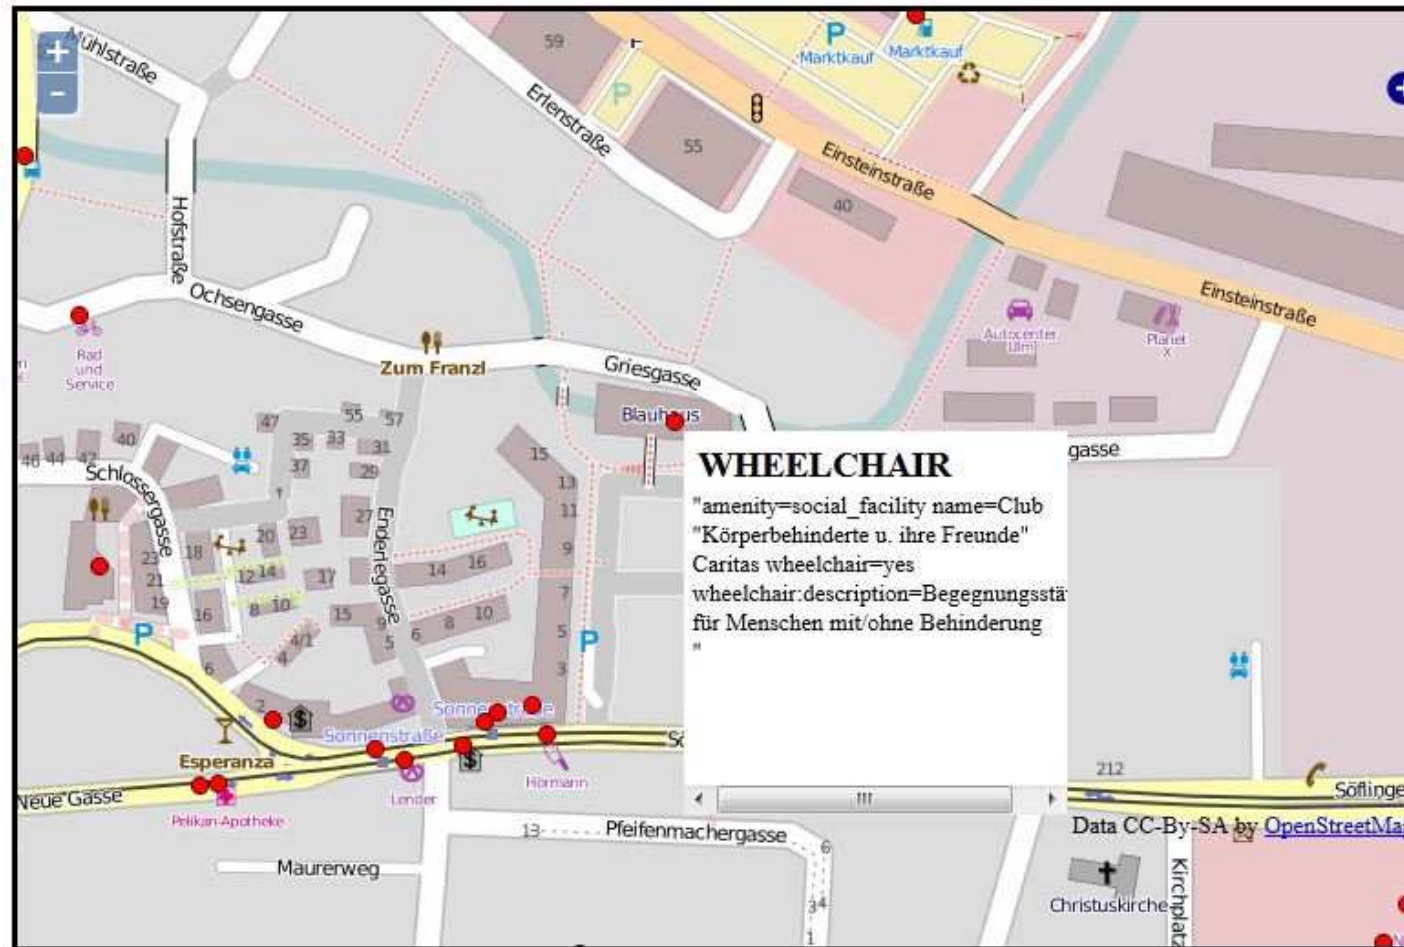 +
−
Mühlstraße
59
P
P
Marktkauf
Marktkauf
Erlenstraße
55
Einsteinstraße
40
Hofstraße
Ochsengasse
Einsteinstraße
Autocenter
Ulm
Planet
X
Rad
und
Service
Zum Franzl
Griesgasse
Blauhaus
47
55
57
35
33
31
37
29
27
40
46 44 42
Schlossergasse
15
13
11
9
7
5
3
gasse
WHEELCHAIR
"amenity=social_facility name=Club
"Körperbehinderte u. ihre Freunde"
Caritas wheelchair=yes
wheelchair:description=Begegnungsstä
für Menschen mit/ohne Behinderung
"
Enderlegasse
23
21
19
18
20
23
12 14
17
8 10
16
15
9
5
6
8
10
14
16
4/1
4
6
2
P
P
Sonnenstraße
Sonnenstraße
Esperanza
Neue Gasse
Pelikan-Apotheke
Lender
Hörmann
Sö
212
Söflinge
Data CC-By-SA by OpenStreetMa
13
Pfeifenmachergasse
6
34
1
Maurerweg
Christuskirche
Kirchplatz
N